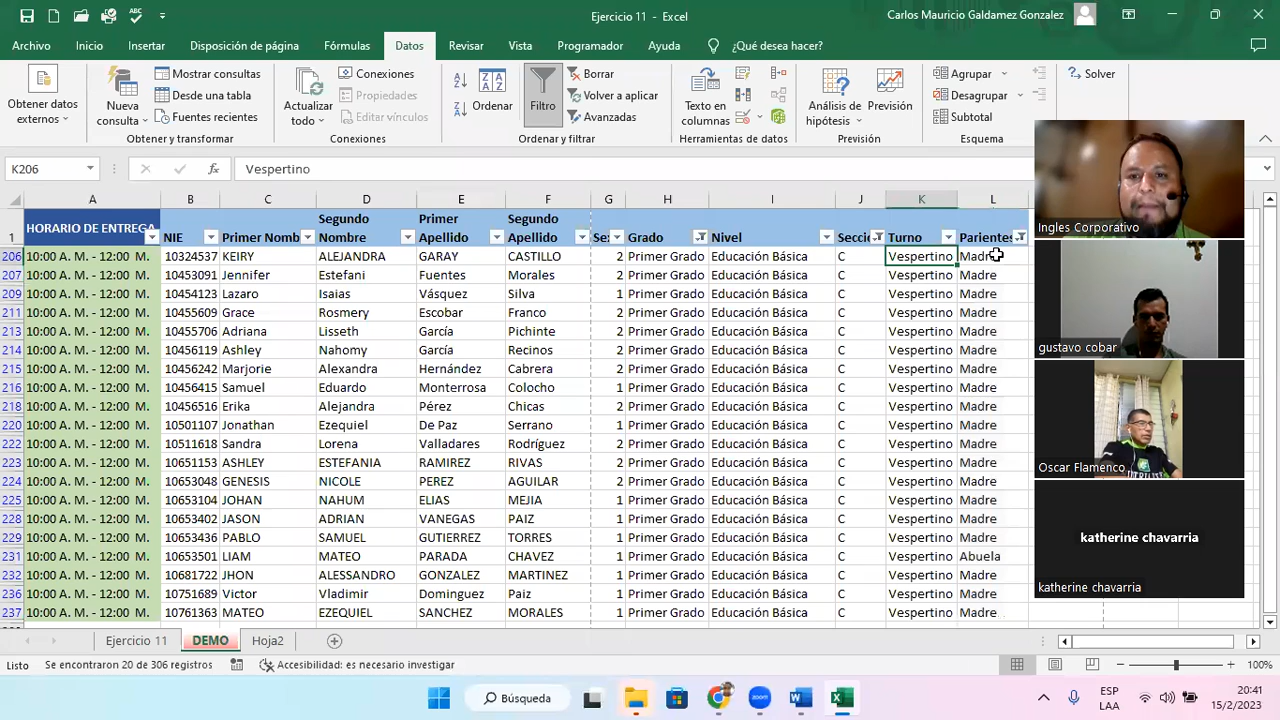 Ejercicio 11 - Excel
Carlos Mauricio Galdamez Gonzalez
Archivo Inicio Insertar Disposición de página Fórmulas Datos Revisar Vista Programador Ayuda ¿Qué desea hacer?
Obtener datos externos
Nueva consulta
Mostrar consultas
Desde una tabla
Fuentes recientes
Obtener y transformar
Actualizar todo
Conexiones
Propiedades
Editar vínculos
Conexiones
Ordenar
Filtro
Borrar
Volver a aplicar
Avanzadas
Ordenar y filtrar
Texto en columnas
Herramientas de datos
Análisis de hipótesis
Previsión
Previsión
Agrupar
Desagrupar
Subtotal
Esquema
Solver
K206 Vespertino
A B C D E F G H I J K L
1 HORARIO DE ENTREGA NIE Primer Nomb Segundo Nombre Primer Apellido Segundo Apellido Sex Grado Nivel Secció Turno Parientes
206 10:00 A. M. - 12:00 M. 10324537 KEIRY ALEJANDRA GARAY CASTILLO 2 Primer Grado Educación Básica C Vespertino Madre
207 10:00 A. M. - 12:00 M. 10453091 Jennifer Estefani Fuentes Morales 2 Primer Grado Educación Básica C Vespertino Madre
209 10:00 A. M. - 12:00 M. 10454123 Lazaro Isaias Vásquez Silva 1 Primer Grado Educación Básica C Vespertino Madre
211 10:00 A. M. - 12:00 M. 10455609 Grace Rosmery Escobar Franco 2 Primer Grado Educación Básica C Vespertino Madre
213 10:00 A. M. - 12:00 M. 10455706 Adriana Lisseth García Pichinte 2 Primer Grado Educación Básica C Vespertino Madre
214 10:00 A. M. - 12:00 M. 10456119 Ashley Nahomy García Recinos 2 Primer Grado Educación Básica C Vespertino Madre
215 10:00 A. M. - 12:00 M. 10456242 Marjorie Alexandra Hernández Cabrera 2 Primer Grado Educación Básica C Vespertino Madre
216 10:00 A. M. - 12:00 M. 10456415 Samuel Eduardo Monterrosa Colocho 1 Primer Grado Educación Básica C Vespertino Madre
218 10:00 A. M. - 12:00 M. 10456516 Erika Alejandra Pérez Chicas 2 Primer Grado Educación Básica C Vespertino Madre
220 10:00 A. M. - 12:00 M. 10501107 Jonathan Ezequiel De Paz Serrano 1 Primer Grado Educación Básica C Vespertino Madre
222 10:00 A. M. - 12:00 M. 10511618 Sandra Lorena Valladares Rodríguez 2 Primer Grado Educación Básica C Vespertino Madre
223 10:00 A. M. - 12:00 M. 10651153 ASHLEY ESTEFANIA RAMIREZ RIVAS 2 Primer Grado Educación Básica C Vespertino Madre
224 10:00 A. M. - 12:00 M. 10653048 GENESIS NICOLE PEREZ AGUILAR 2 Primer Grado Educación Básica C Vespertino Madre
225 10:00 A. M. - 12:00 M. 10653104 JOHAN NAHUM ELIAS MEJIA 1 Primer Grado Educación Básica C Vespertino Madre
228 10:00 A. M. - 12:00 M. 10653402 JASON ADRIAN VANEGAS PAIZ 1 Primer Grado Educación Básica C Vespertino Madre
229 10:00 A. M. - 12:00 M. 10653436 PABLO SAMUEL GUTIERREZ TORRES 1 Primer Grado Educación Básica C Vespertino Madre
231 10:00 A. M. - 12:00 M. 10653501 LIAM MATEO PARADA CHAVEZ 1 Primer Grado Educación Básica C Vespertino Abuela
232 10:00 A. M. - 12:00 M. 10681722 JHON ALESSANDRO GONZALEZ MARTINEZ 1 Primer Grado Educación Básica C Vespertino Madre
236 10:00 A. M. - 12:00 M. 10751689 Victor Vladimir Dominguez Paiz 1 Primer Grado Educación Básica C Vespertino Madre
237 10:00 A. M. - 12:00 M. 10761363 MATEO EZEQUIEL SANCHEZ MORALES 1 Primer Grado Educación Básica C Vespertino Madre
Ingles Corporativo
gustavo cobar
Oscar Flamenco
katherine chavarria
katherine chavarria
Ejercicio 11 DEMO Hoja2
Listo Se encontraron 20 de 306 registros Accesibilidad: es necesario investigar 100%
Búsqueda
zoom
ESP
LAA
20:41
15/2/2023